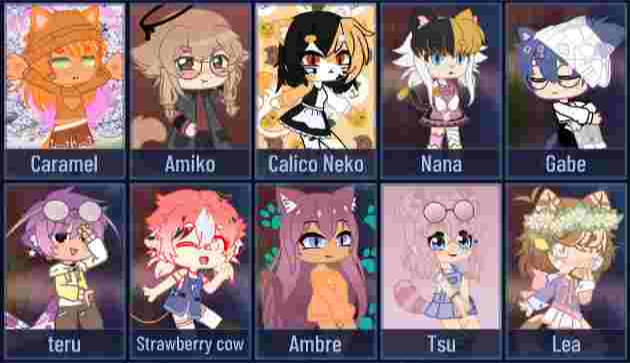 Caramel
Amiko
Calico Neko
Nana
Gabe
teru
Strawberry cow
Ambre
Tsu
Lea